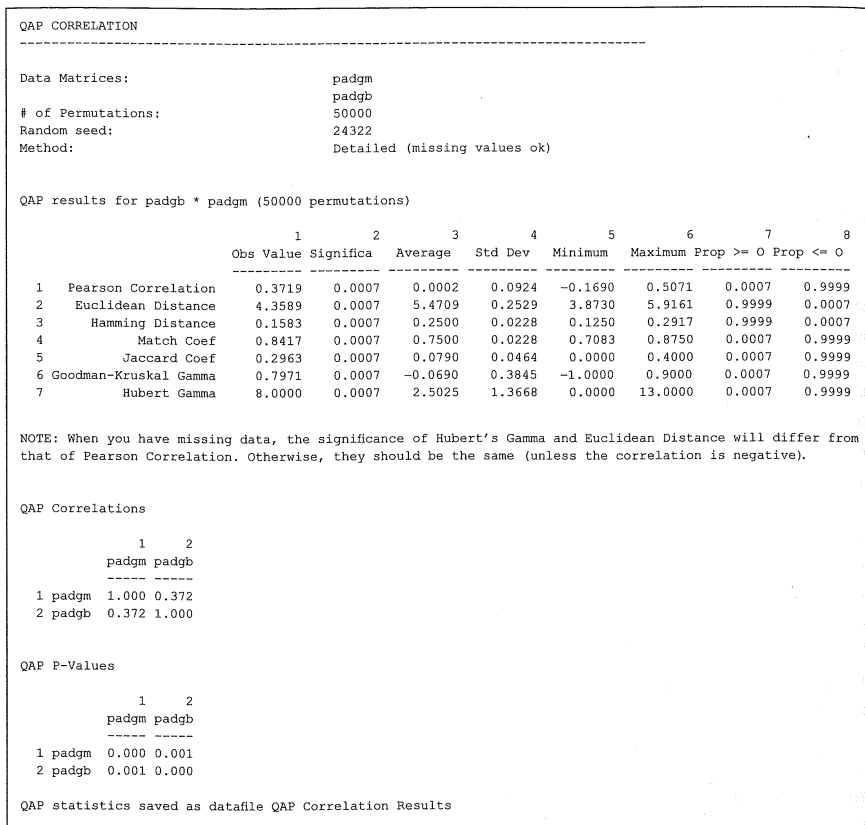 QAP CORRELATION
--------------------------------------------------------------------------------
Data Matrices: padgm
padgb
# of Permutations: 50000
Random seed: 24322
Method: Detailed (missing values ok)
QAP results for padgb * padgm (50000 permutations)
1 2 3 4 5 6 7 8
Obs Value Significa Average Std Dev Minimum Maximum Prop >= O Prop <= O
--------- --------- --------- --------- --------- --------- --------- ---------
1 Pearson Correlation 0.3719 0.0007 0.0002 0.0924 -0.1690 0.5071 0.0007 0.9999
2 Euclidean Distance 4.3589 0.0007 5.4709 0.2529 3.8730 5.9161 0.9999 0.0007
3 Hamming Distance 0.1583 0.0007 0.2500 0.0228 0.1250 0.2917 0.9999 0.0007
4 Match Coef 0.8417 0.0007 0.7500 0.0228 0.7083 0.8750 0.0007 0.9999
5 Jaccard Coef 0.2963 0.0007 0.0790 0.0464 0.0000 0.4000 0.0007 0.9999
6 Goodman-Kruskal Gamma 0.7971 0.0007 -0.0690 0.3845 -1.0000 0.9000 0.0007 0.9999
7 Hubert Gamma 8.0000 0.0007 2.5025 1.3668 0.0000 13.0000 0.0007 0.9999
NOTE: When you have missing data, the significance of Hubert's Gamma and Euclidean Distance will differ from
that of Pearson Correlation. Otherwise, they should be the same (unless the correlation is negative).
QAP Correlations
1 2
padgm padgb
----- -----
1 padgm 1.000 0.372
2 padgb 0.372 1.000
QAP P-Values
1 2
padgm padgb
----- -----
1 padgm 0.000 0.001
2 padgb 0.001 0.000
QAP statistics saved as datafile QAP Correlation Results